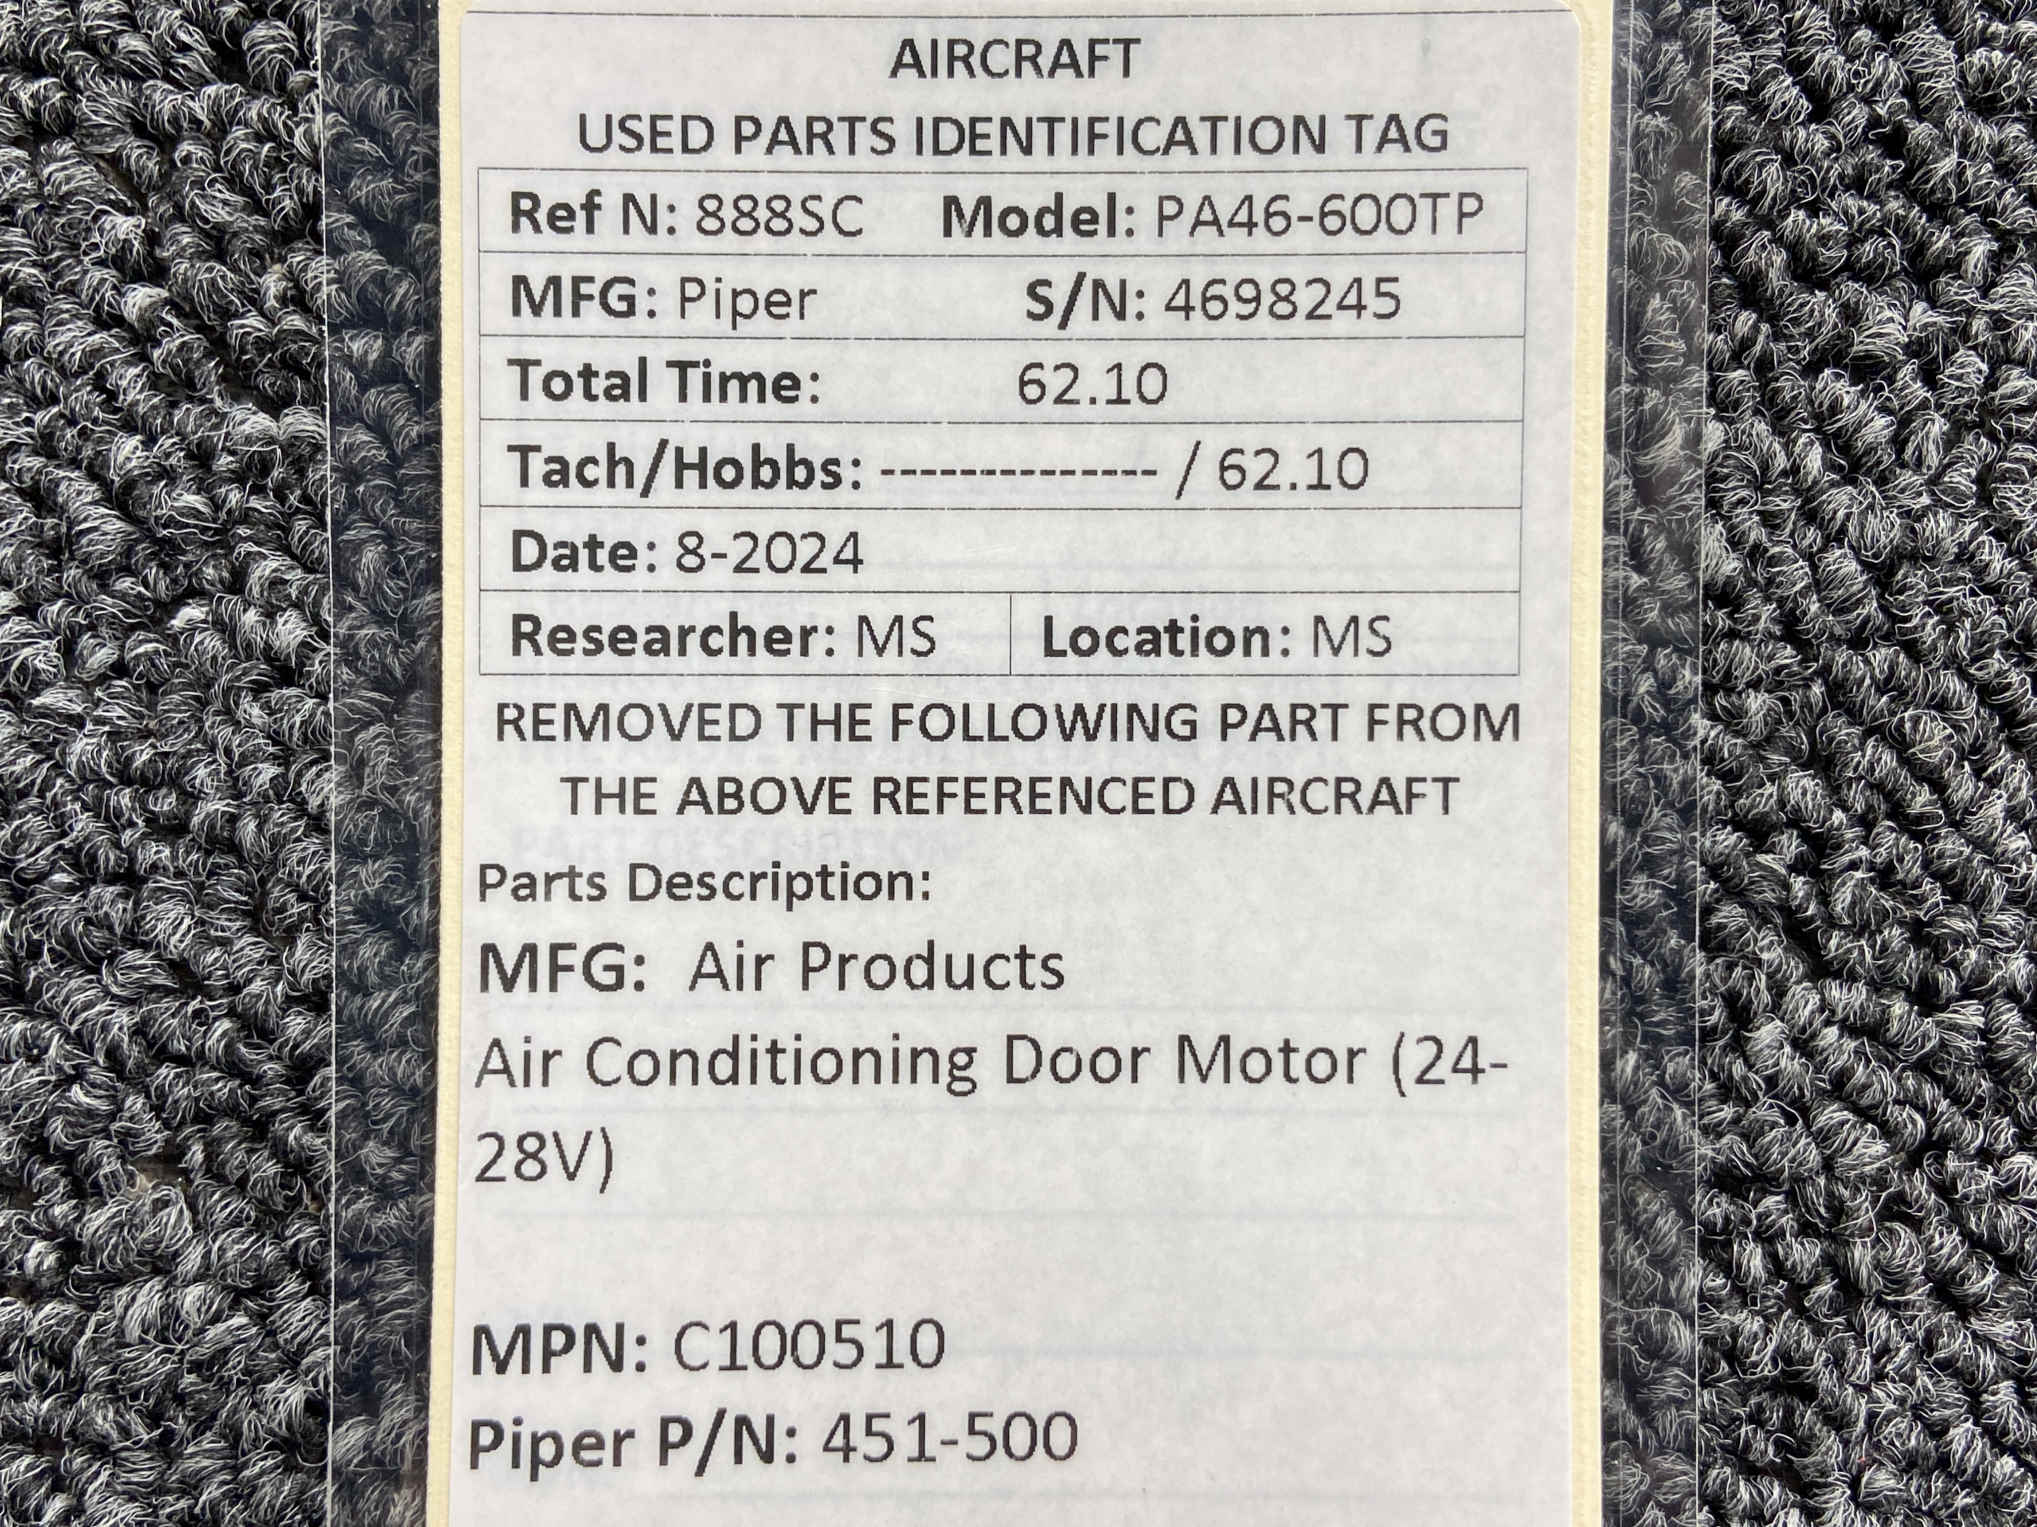 AIRCRAFT
USED PARTS IDENTIFICATION TAG
Ref N: 888SC Model: PA46-600TP
MFG: Piper S/N: 4698245
Total Time: 62.10
Tach/Hobbs: -------------- / 62.10
Date: 8-2024
Researcher: MS Location: MS
REMOVED THE FOLLOWING PART FROM
THE ABOVE REFERENCED AIRCRAFT
Parts Description:
MFG: Air Products
Air Conditioning Door Motor (24-
28V)
MPN: C100510
Piper P/N: 451-500